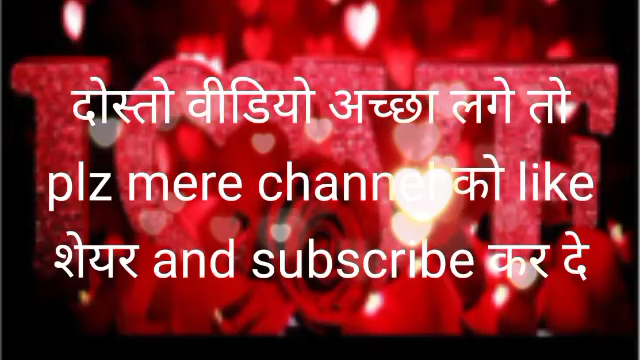 दोस्तो वीडियो अच्छा लगे तो
plz mere channel को like
शेयर and subscribe कर दे
LOVE